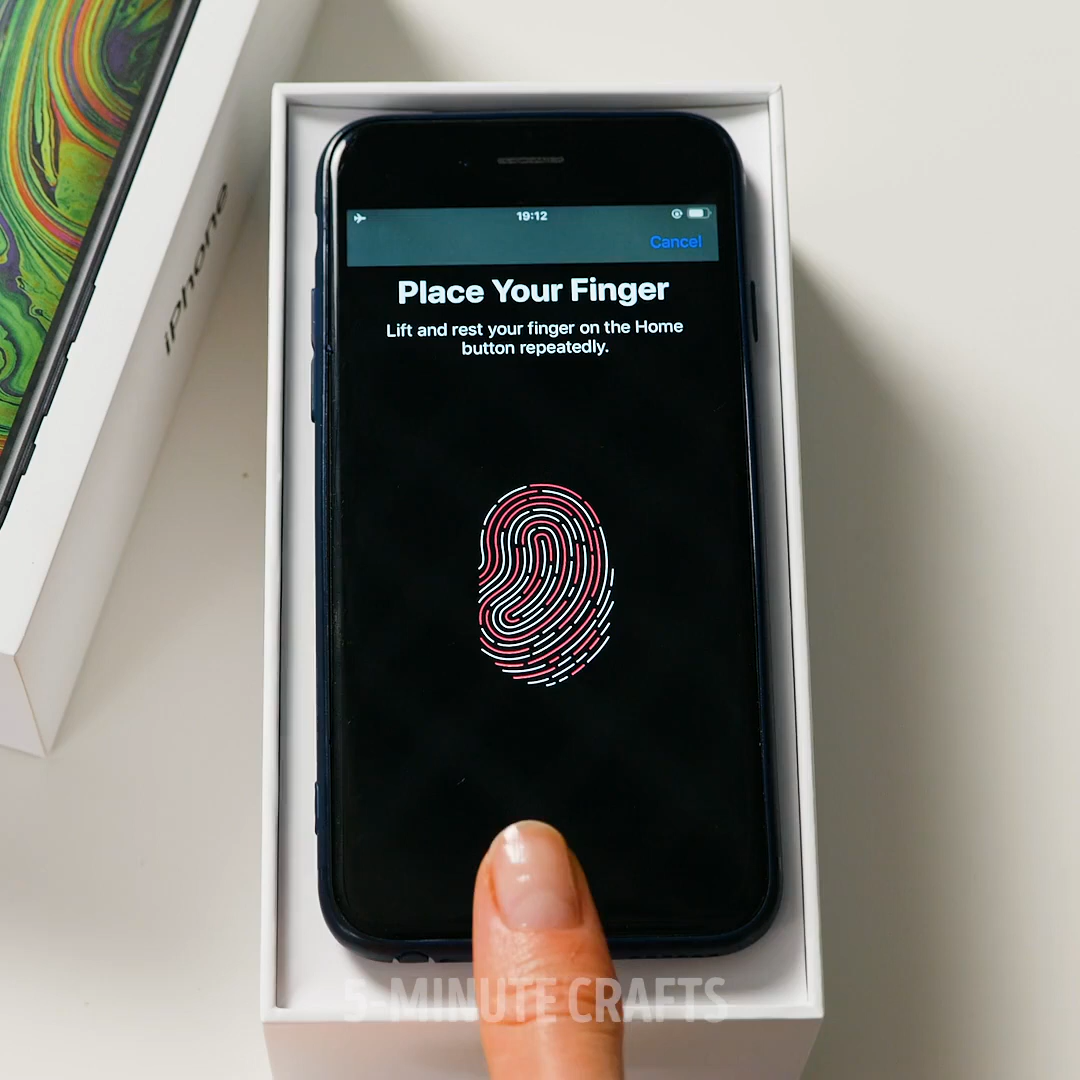 iPhone
19:12
Cancel
Place Your Finger
Lift and rest your finger on the Home
button repeatedly.
5-MINUTE CRAFTS